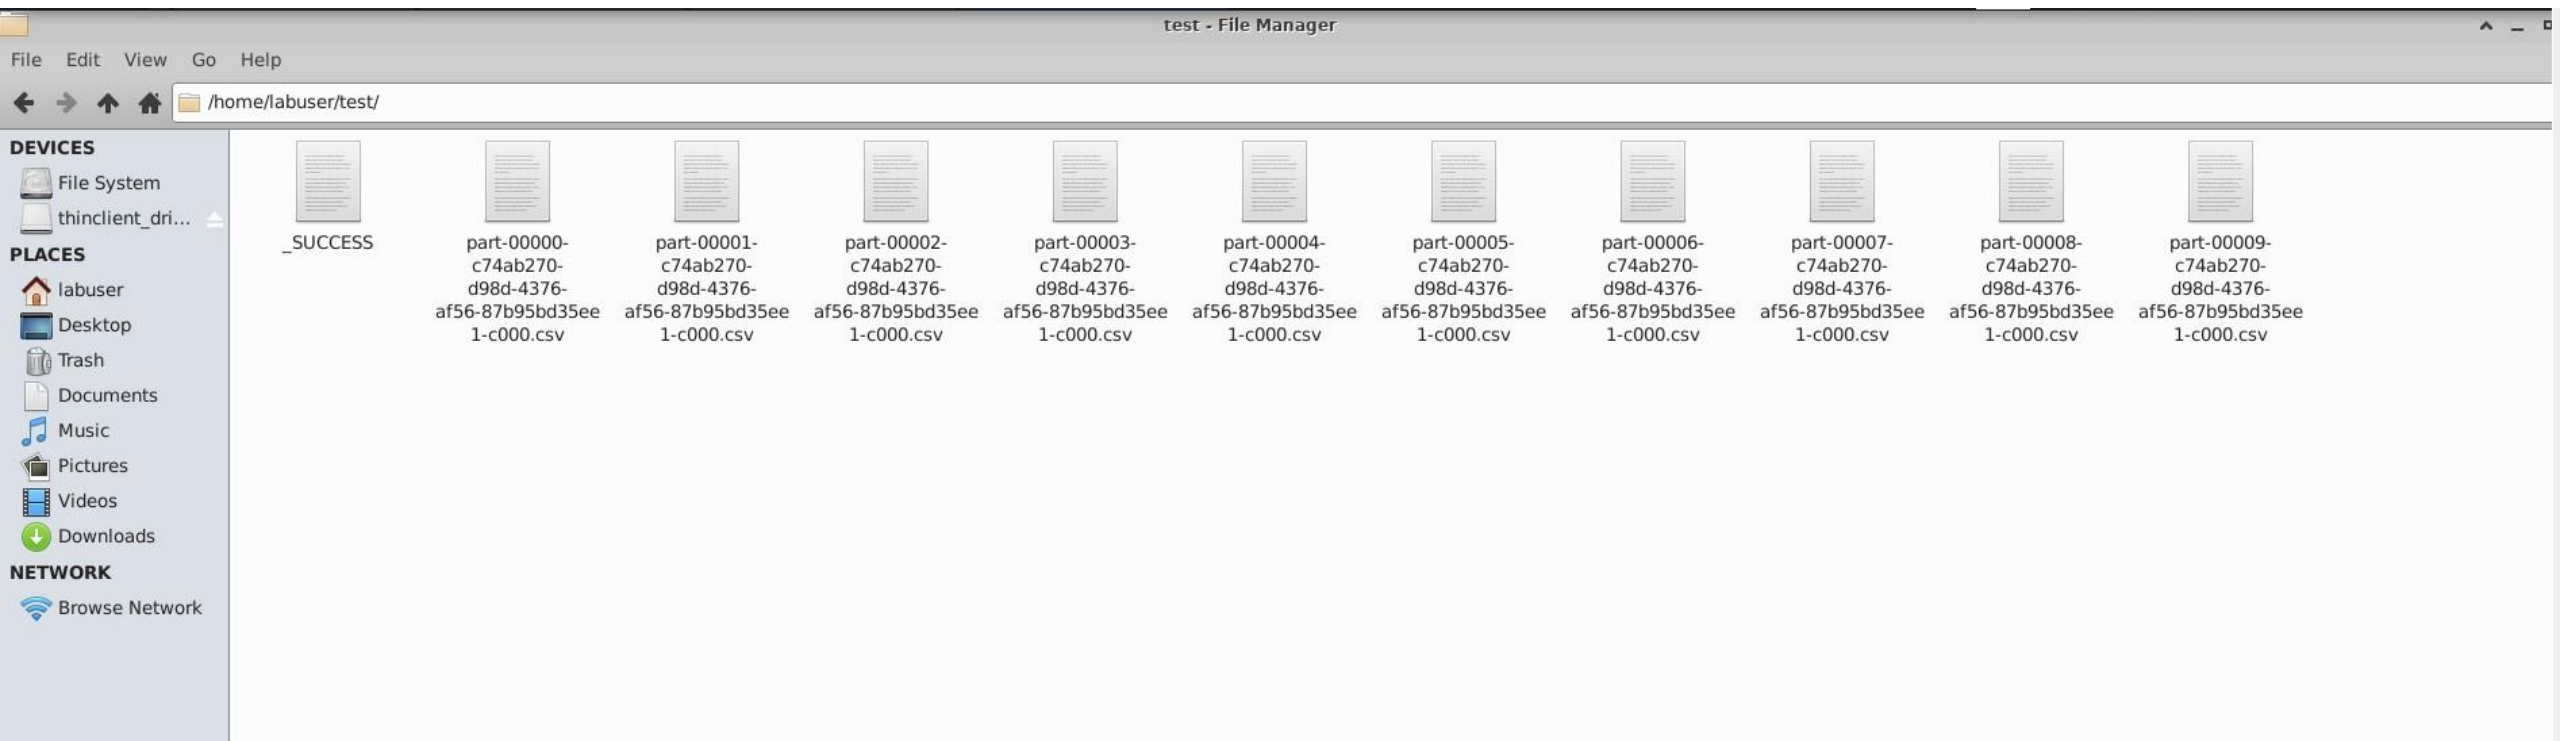 test - File Manager
File Edit View Go Help
/home/labuser/test/
DEVICES
File System
thinclient_dri...
PLACES
labuser
Desktop
Trash
Documents
Music
Pictures
Videos
Downloads
NETWORK
Browse Network
_SUCCESS
part-00000-
c74ab270-
d98d-4376-
af56-87b95bd35ee
1-c000.csv
part-00001-
c74ab270-
d98d-4376-
af56-87b95bd35ee
1-c000.csv
part-00002-
c74ab270-
d98d-4376-
af56-87b95bd35ee
1-c000.csv
part-00003-
c74ab270-
d98d-4376-
af56-87b95bd35ee
1-c000.csv
part-00004-
c74ab270-
d98d-4376-
af56-87b95bd35ee
1-c000.csv
part-00005-
c74ab270-
d98d-4376-
af56-87b95bd35ee
1-c000.csv
part-00006-
c74ab270-
d98d-4376-
af56-87b95bd35ee
1-c000.csv
part-00007-
c74ab270-
d98d-4376-
af56-87b95bd35ee
1-c000.csv
part-00008-
c74ab270-
d98d-4376-
af56-87b95bd35ee
1-c000.csv
part-00009-
c74ab270-
d98d-4376-
af56-87b95bd35ee
1-c000.csv